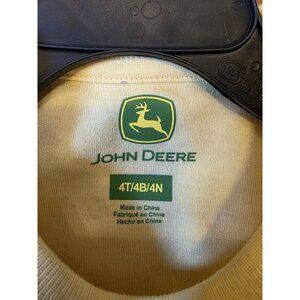 JOHN DEERE
4T/4B/4N
Made in China
Fabriqué en Chine
Hecho en China